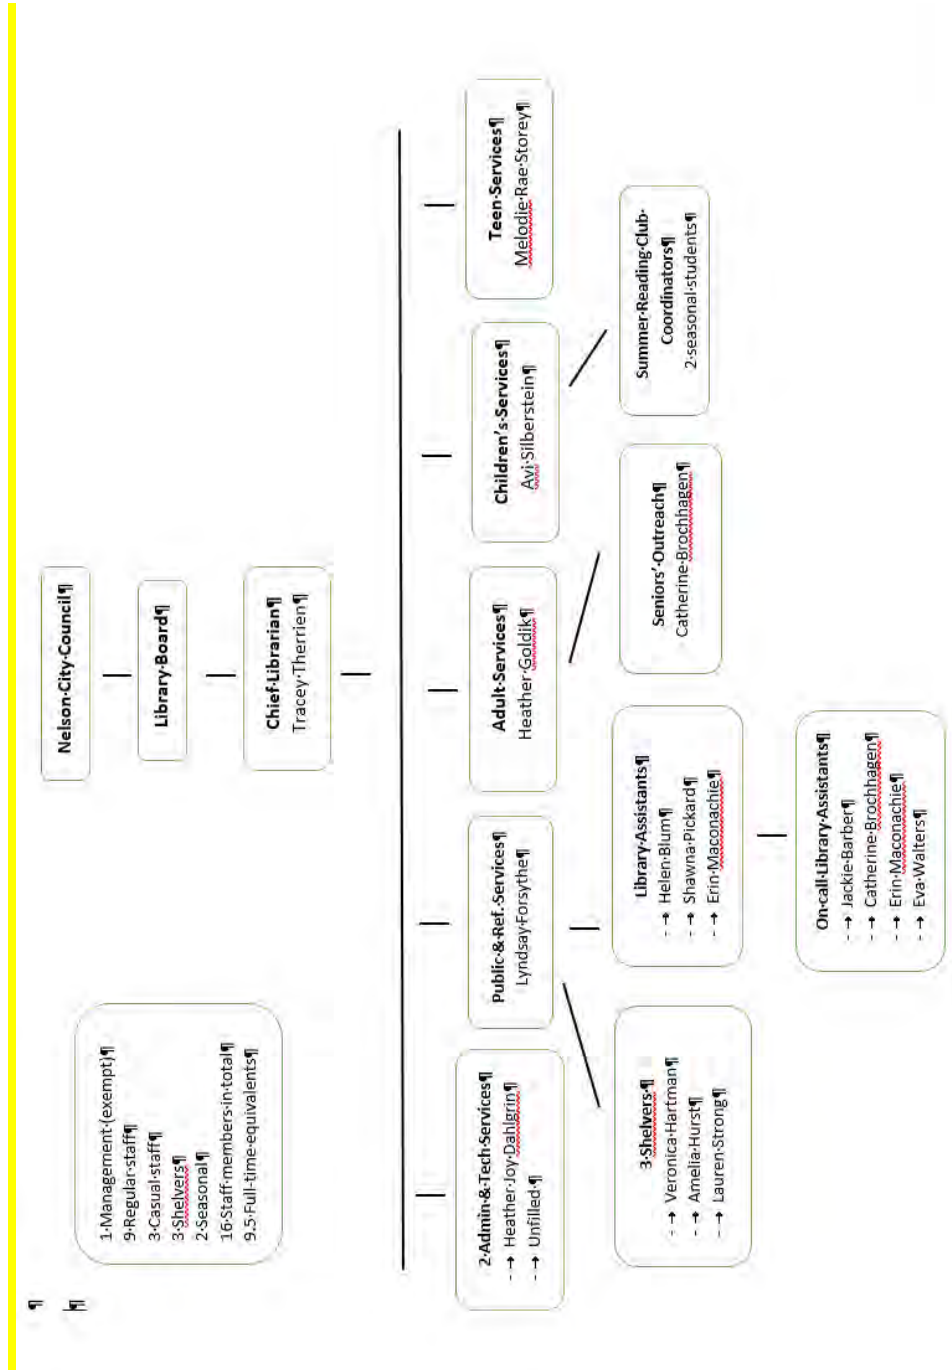 ¶
¶
1·Management·(exempt)¶
9·Regular·staff¶
3·Casual·staff¶
3·Shelvers¶
2·Seasonal¶
16·Staff·members·in·total¶
9.5·Full-time·equivalents¶
Nelson·City·Council¶
Library·Board¶
Chief·Librarian¶
Tracey·Therrien¶
2·Admin·&·Tech·Services¶
- → Heather·Joy·Dahlgrin¶
- → Unfilled·¶
Public·&·Ref.·Services¶
Lyndsay·Forsythe¶
Adult·Services¶
Heather·Goldik¶
Children's·Services¶
Avi·Silberstein¶
Teen·Services¶
Melodie·Rae·Storey¶
3·Shelvers·¶
- → Veronica·Hartman¶
- → Amelia·Hurst¶
- → Lauren·Strong¶
Library·Assistants¶
- → Helen·Blum¶
- → Shawna·Pickard¶
- → Erin·Maconachie¶
Seniors'·Outreach¶
Catherine·Brochhagen¶
Summer·Reading·Club·
Coordinators¶
2·seasonal·students¶
On-call·Library·Assistants¶
- → Jackie·Barber¶
- → Catherine·Brochhagen¶
- → Erin·Maconachie¶
- → Eva·Walters¶